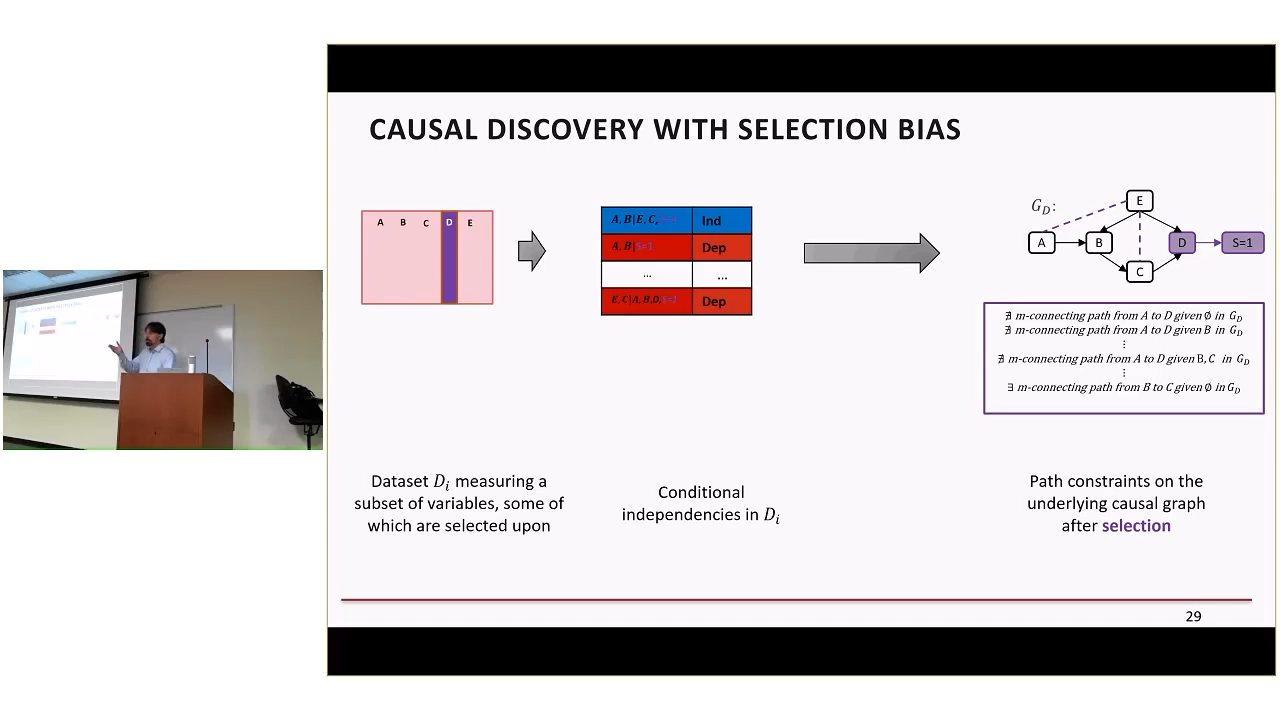 CAUSAL DISCOVERY WITH SELECTION BIAS
A B C D E
A, B|E, C, S=1 Ind
A, B|S=1 Dep
... ...
E, C|A, B, D, S=1 Dep
G_D:
E
A B D S=1
C
∄ m-connecting path from A to D given ∅ in G_D
∄ m-connecting path from A to D given B in G_D
⋮
∄ m-connecting path from A to D given B, C in G_D
⋮
∃ m-connecting path from B to C given ∅ in G_D
Dataset D_i measuring a
subset of variables, some of
which are selected upon
Conditional
independencies in D_i
Path constraints on the
underlying causal graph
after selection
29